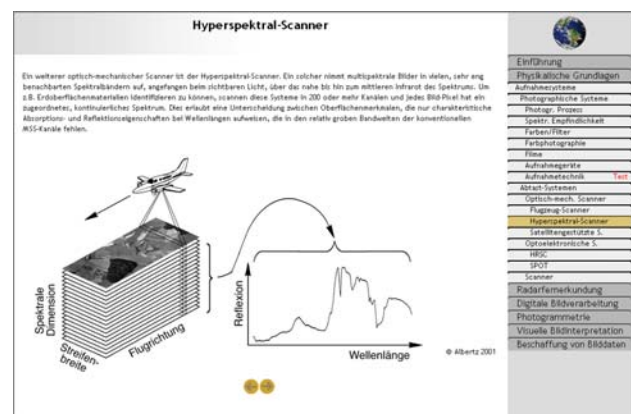 Hyperspektral-Scanner
Ein weiterer optisch-mechanischer Scanner ist der Hyperspektral-Scanner. Ein solcher nimmt multispektrale Bilder in vielen, sehr eng
benachbarten Spektralbändern auf, angefangen beim sichtbaren Licht, über das nahe bis hin zum mittleren Infrarot des Spektrums. Um
z.B. Erdoberflächenmaterialien identifizieren zu können, scannen diese Systeme in 200 oder mehr Kanälen und jedes Bild-Pixel hat ein
zugeordnetes, kontinuierliches Spektrum. Dies erlaubt eine Unterscheidung zwischen Oberflächenmerkmalen, die nur charakteristische
Absorptions- und Reflektionseigenschaften bei Wellenlängen aufweisen, die in den relativ groben Bandweiten der konventionellen
MSS-Kanäle fehlen.
Spektrale
Dimension
Streifen-
breite
Flugrichtung
Reflexion
Wellenlänge
© Albertz 2001
Einführung
Physikalische Grundlagen
Aufnahmesysteme
Photographische Systeme
Photogr. Prozess
Spektr. Empfindlichkeit
Farben/Filter
Farbphotographie
Filme
Aufnahmegeräte
Aufnahmetechnik Test
Abtast-Systemen
Optisch-mech. Scanner
Flugzeug-Scanner
Hyperspektral-Scanner
Satellitengestützte S.
Optoelektronische S.
HRSC
SPOT
Scanner
Radarfernerkundung
Digitale Bildverarbeitung
Photogrammetrie
Visuelle Bildinterpretation
Beschaffung von Bilddaten